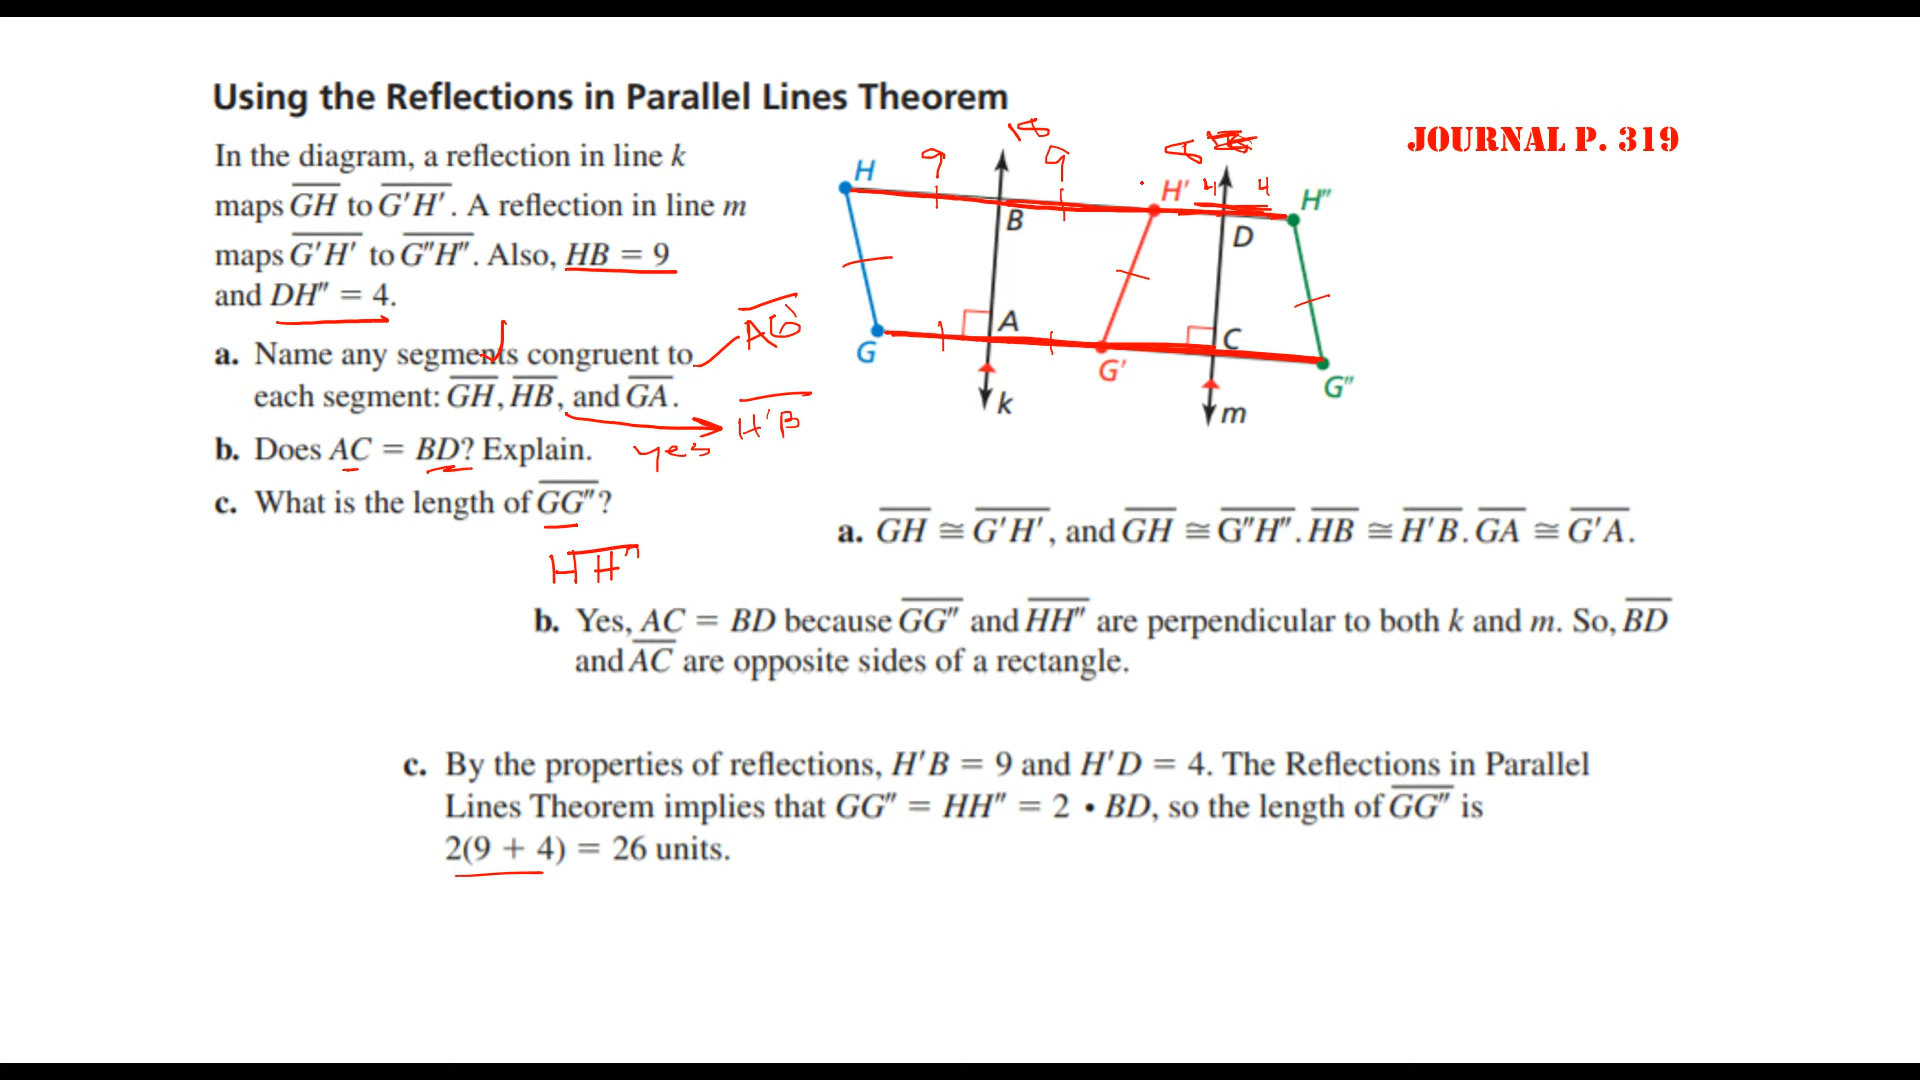 Using the Reflections in Parallel Lines Theorem
JOURNAL P. 319
In the diagram, a reflection in line k
maps GH to G′H′. A reflection in line m
maps G′H′ to G″H″. Also, HB = 9
and DH″ = 4.
a. Name any segments congruent to
each segment: GH, HB, and GA.
b. Does AC = BD? Explain.
c. What is the length of GG″?
AG'
H'B
yes
HH"
18
9
9
8
4
4
H
B
H′
D
H″
G
A
G′
C
G″
k
m
a. GH ≅ G′H′, and GH ≅ G″H″. HB ≅ H′B. GA ≅ G′A.
b. Yes, AC = BD because GG″ and HH″ are perpendicular to both k and m. So, BD
and AC are opposite sides of a rectangle.
c. By the properties of reflections, H′B = 9 and H′D = 4. The Reflections in Parallel
Lines Theorem implies that GG″ = HH″ = 2 • BD, so the length of GG″ is
2(9 + 4) = 26 units.